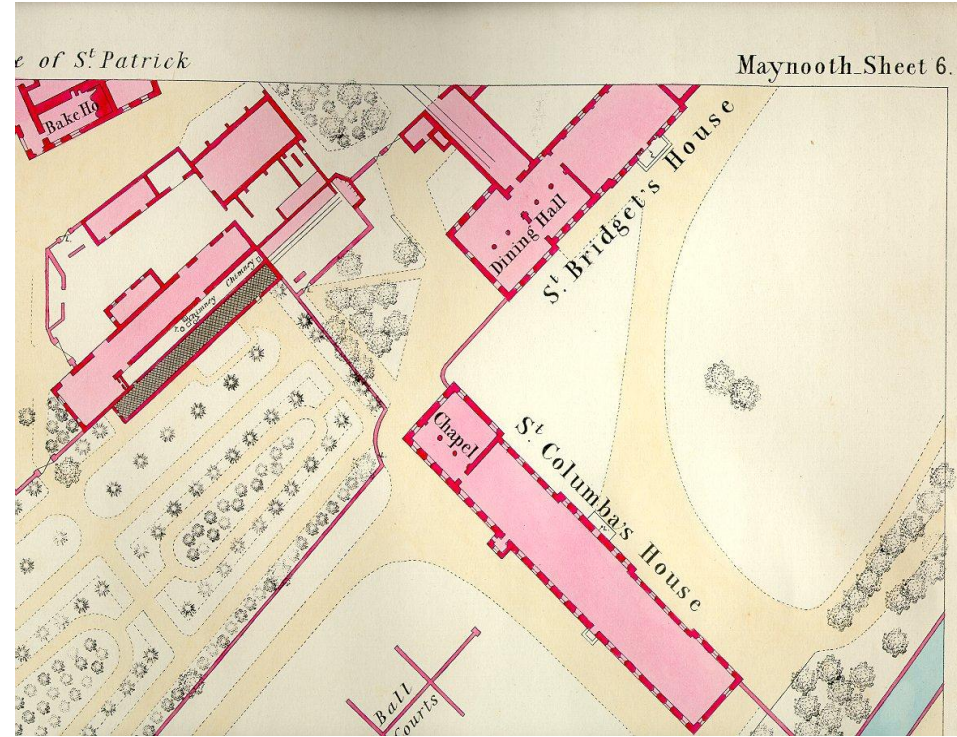 e of St. Patrick
Maynooth_Sheet 6.
Bake Ho
Dining Hall
St. Bridget's House
Chimney
Chimney
Chapel
St. Columba's House
Ball
Courts